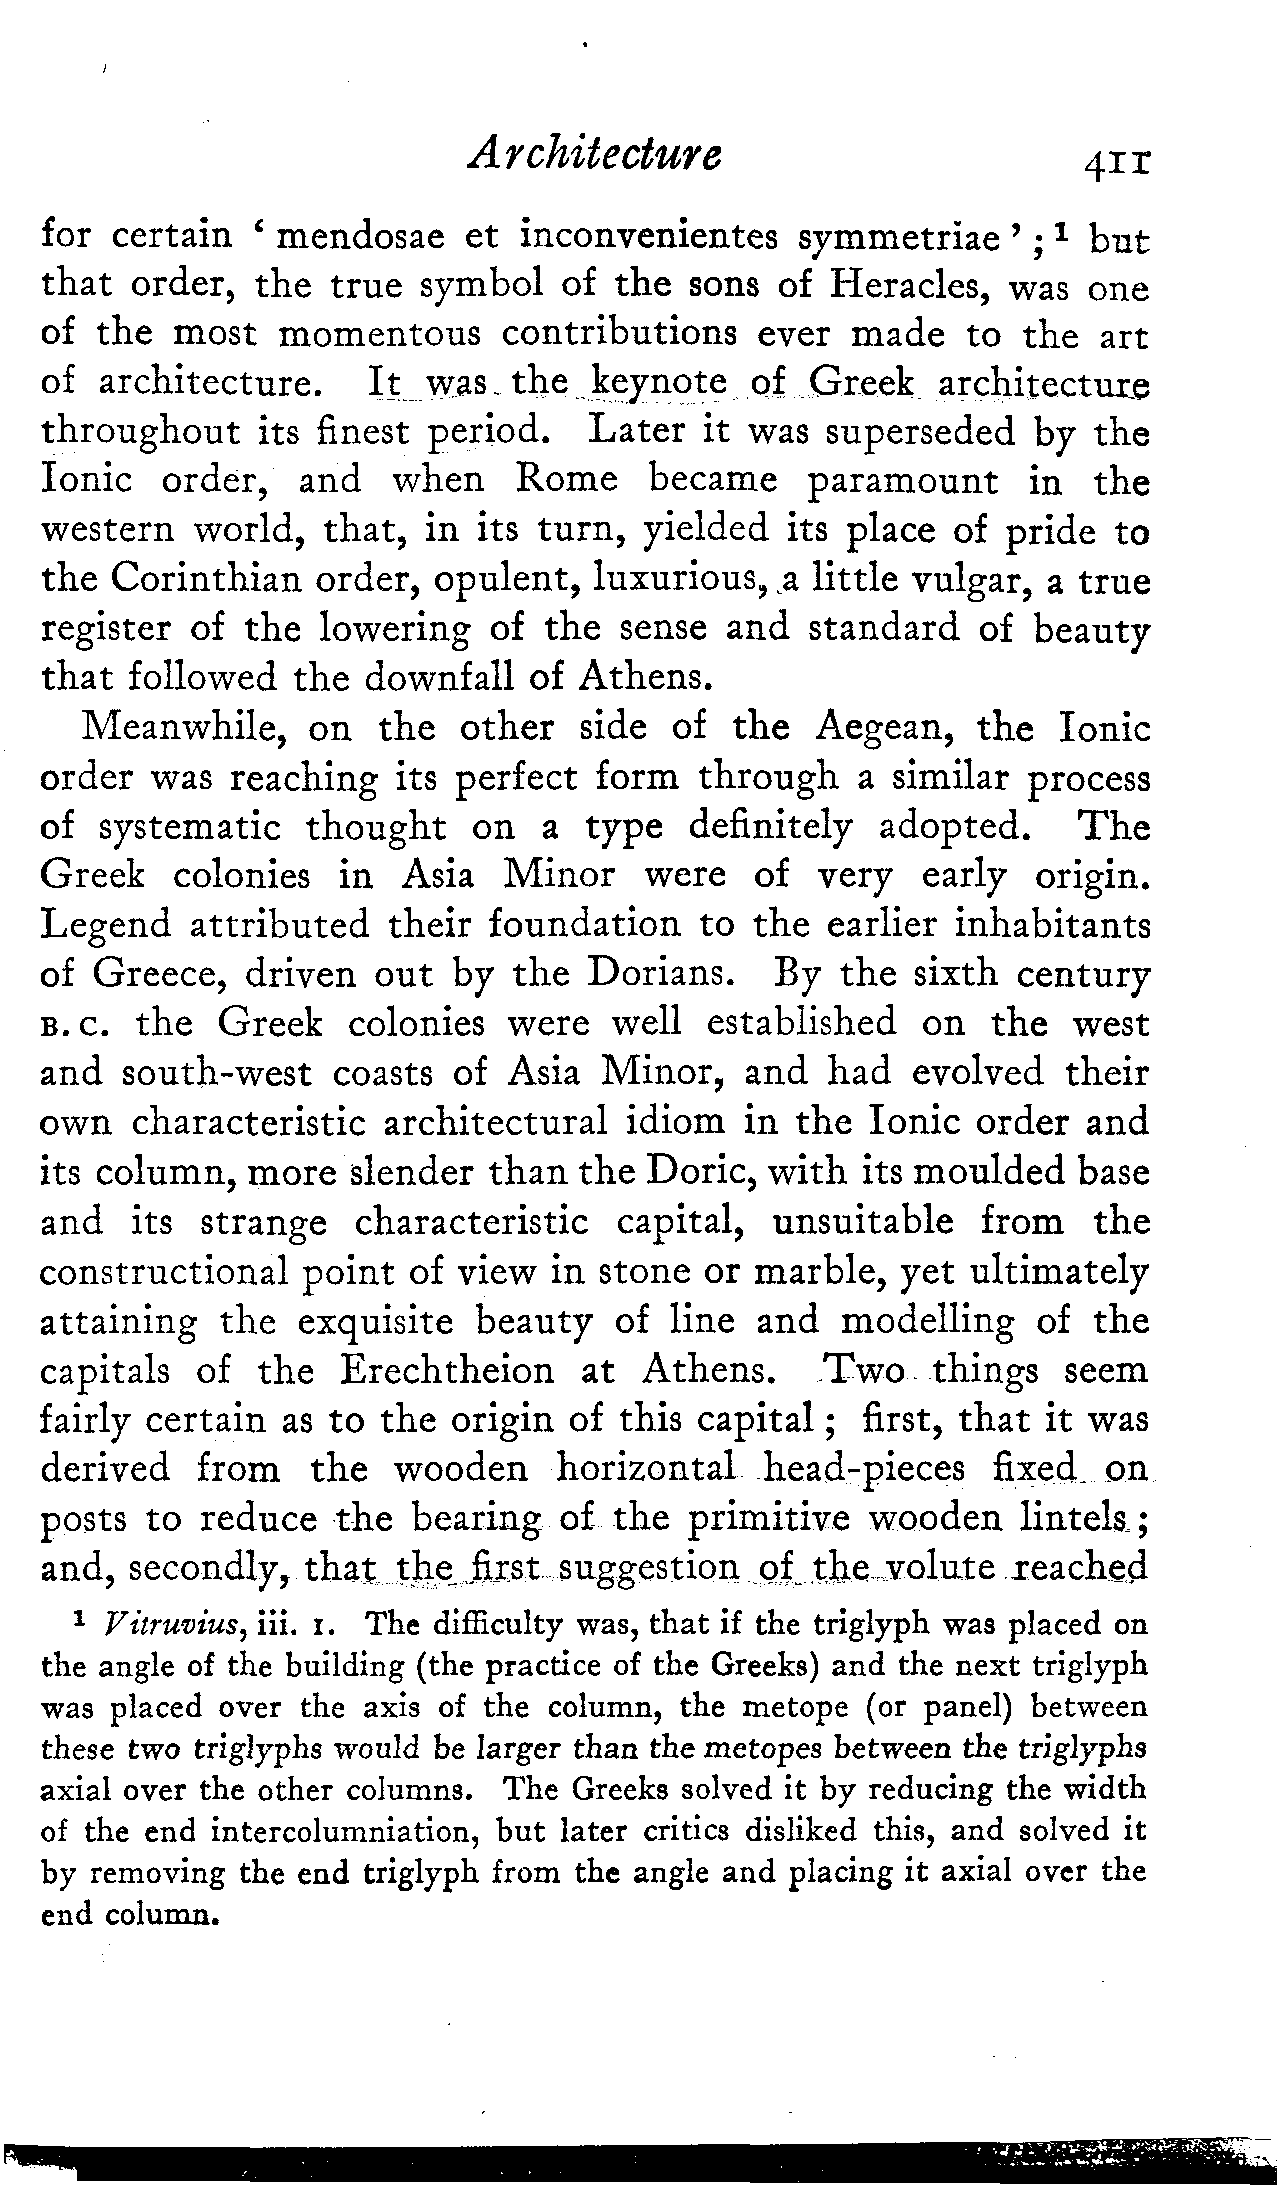 Architecture 411
for certain ‘ mendosae et inconvenientes symmetriae ’ ; ¹ but
that order, the true symbol of the sons of Heracles, was one
of the most momentous contributions ever made to the art
of architecture. It was the keynote of Greek architecture
throughout its finest period. Later it was superseded by the
Ionic order, and when Rome became paramount in the
western world, that, in its turn, yielded its place of pride to
the Corinthian order, opulent, luxurious, a little vulgar, a true
register of the lowering of the sense and standard of beauty
that followed the downfall of Athens.
Meanwhile, on the other side of the Aegean, the Ionic
order was reaching its perfect form through a similar process
of systematic thought on a type definitely adopted. The
Greek colonies in Asia Minor were of very early origin.
Legend attributed their foundation to the earlier inhabitants
of Greece, driven out by the Dorians. By the sixth century
B. C. the Greek colonies were well established on the west
and south-west coasts of Asia Minor, and had evolved their
own characteristic architectural idiom in the Ionic order and
its column, more slender than the Doric, with its moulded base
and its strange characteristic capital, unsuitable from the
constructional point of view in stone or marble, yet ultimately
attaining the exquisite beauty of line and modelling of the
capitals of the Erechtheion at Athens. Two things seem
fairly certain as to the origin of this capital ; first, that it was
derived from the wooden horizontal head-pieces fixed on
posts to reduce the bearing of the primitive wooden lintels ;
and, secondly, that the first suggestion of the volute reached
¹ Vitruvius, iii. 1. The difficulty was, that if the triglyph was placed on
the angle of the building (the practice of the Greeks) and the next triglyph
was placed over the axis of the column, the metope (or panel) between
these two triglyphs would be larger than the metopes between the triglyphs
axial over the other columns. The Greeks solved it by reducing the width
of the end intercolumniation, but later critics disliked this, and solved it
by removing the end triglyph from the angle and placing it axial over the
end column.